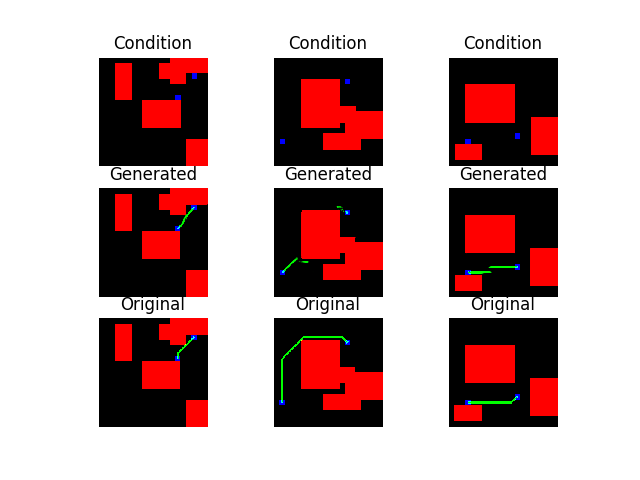 Condition Condition Condition
Generated Generated Generated
Original Original Original